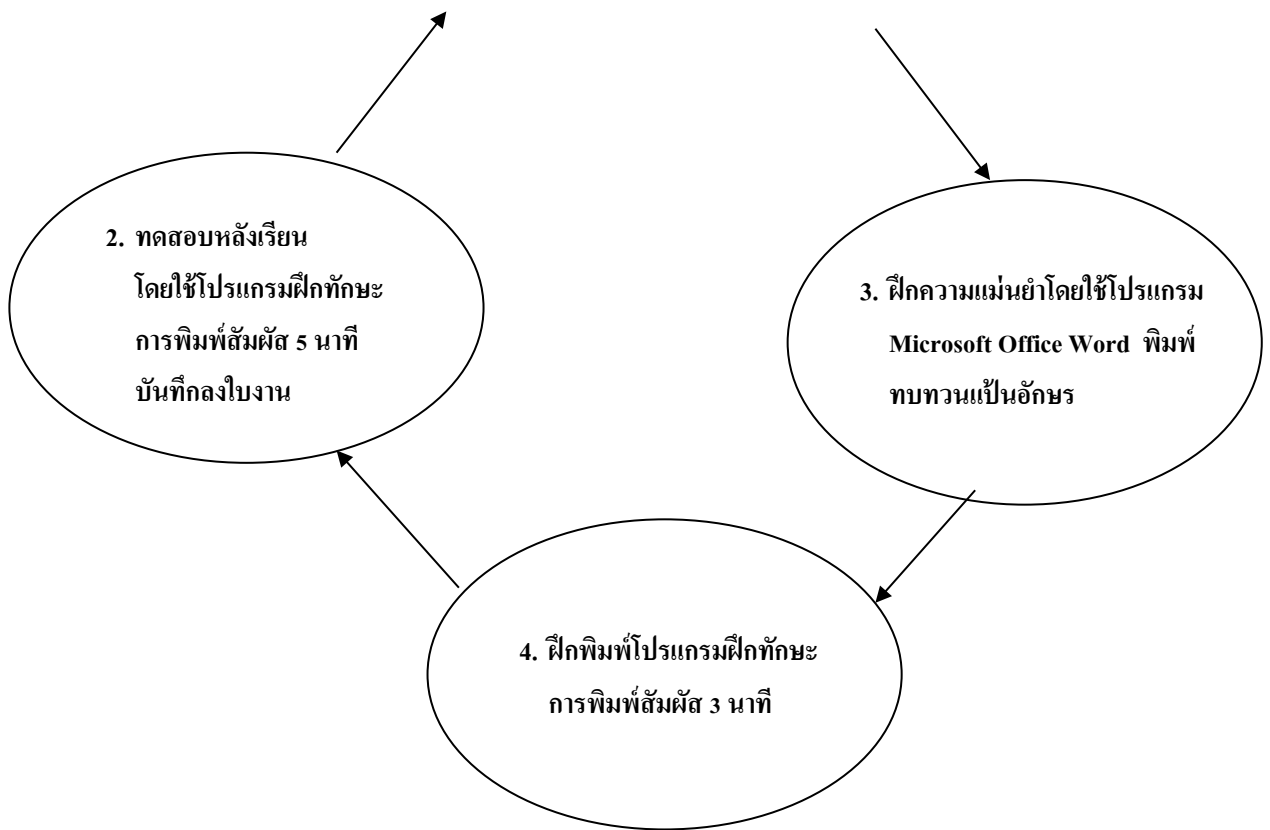 2. ทดสอบหลังเรียน
โดยใช้โปรแกรมฝึกทักษะ
การพิมพ์สัมผัส 5 นาที
บันทึกลงใบงาน
3. ฝึกความแม่นยำโดยใช้โปรแกรม
Microsoft Office Word พิมพ์
ทบทวนแป้นอักษร
4. ฝึกพิมพ์โปรแกรมฝึกทักษะ
การพิมพ์สัมผัส 3 นาที